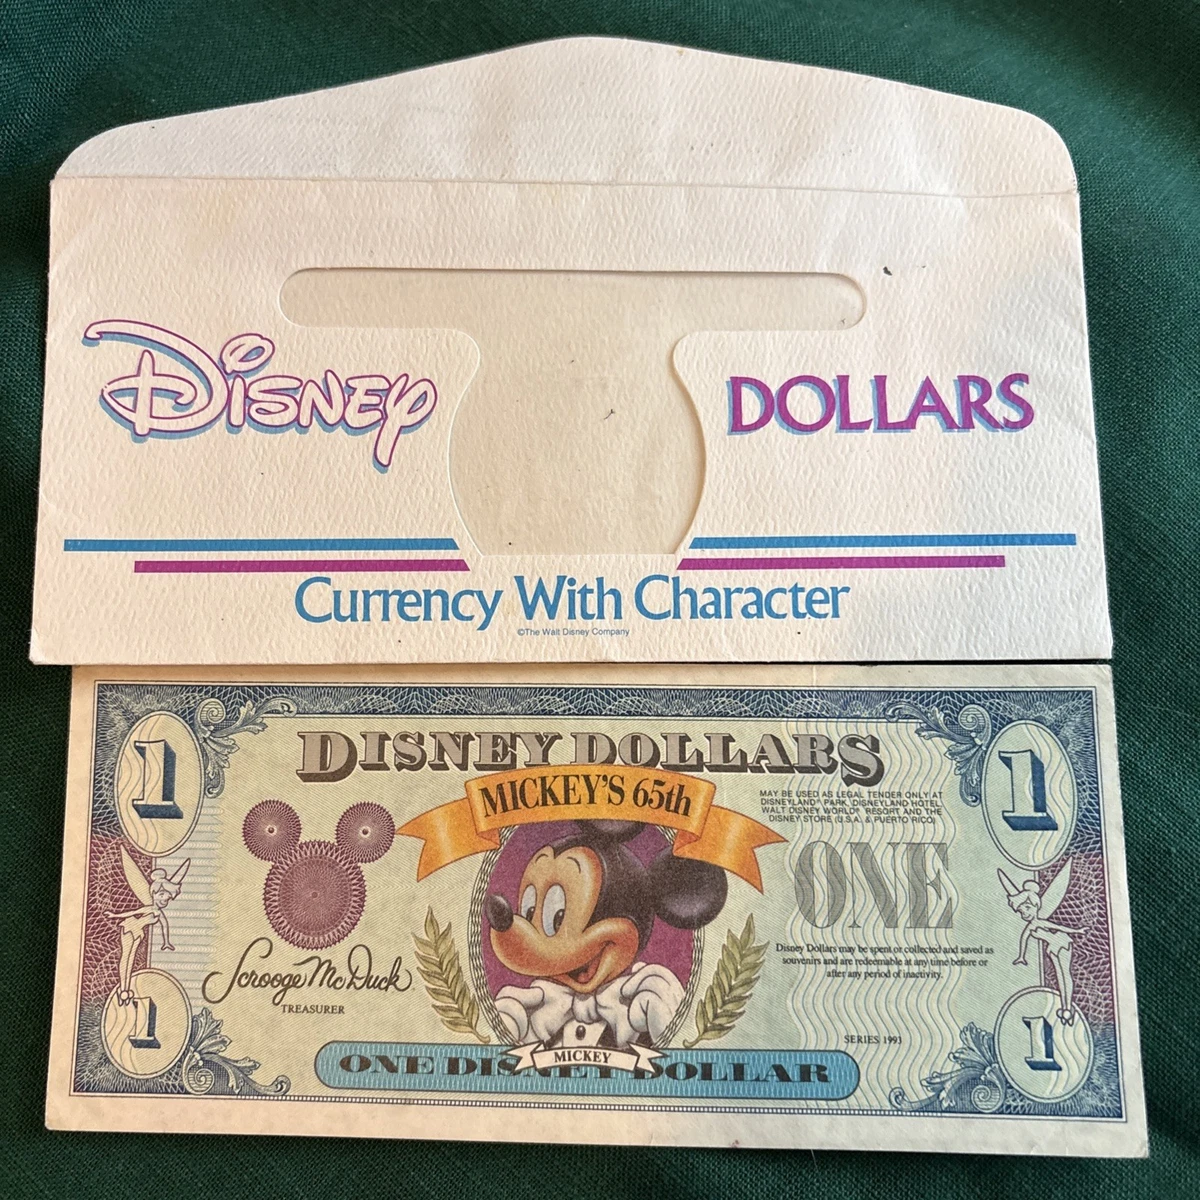 Disney DOLLARS
Currency With Character
©The Walt Disney Company
1 1
DISNEY DOLLARS
MICKEY'S 65th
MAY BE USED AS LEGAL TENDER ONLY AT
DISNEYLAND® PARK, DISNEYLAND HOTEL,
WALT DISNEY WORLD® RESORT AND THE
DISNEY STORE (U.S.A. & PUERTO RICO)
ONE
Disney Dollars may be spent or collected and saved as
souvenirs and are redeemable at any time before or
after any period of inactivity.
Scrooge McDuck
TREASURER
SERIES 1993
1 1
MICKEY
ONE DISNEY DOLLAR